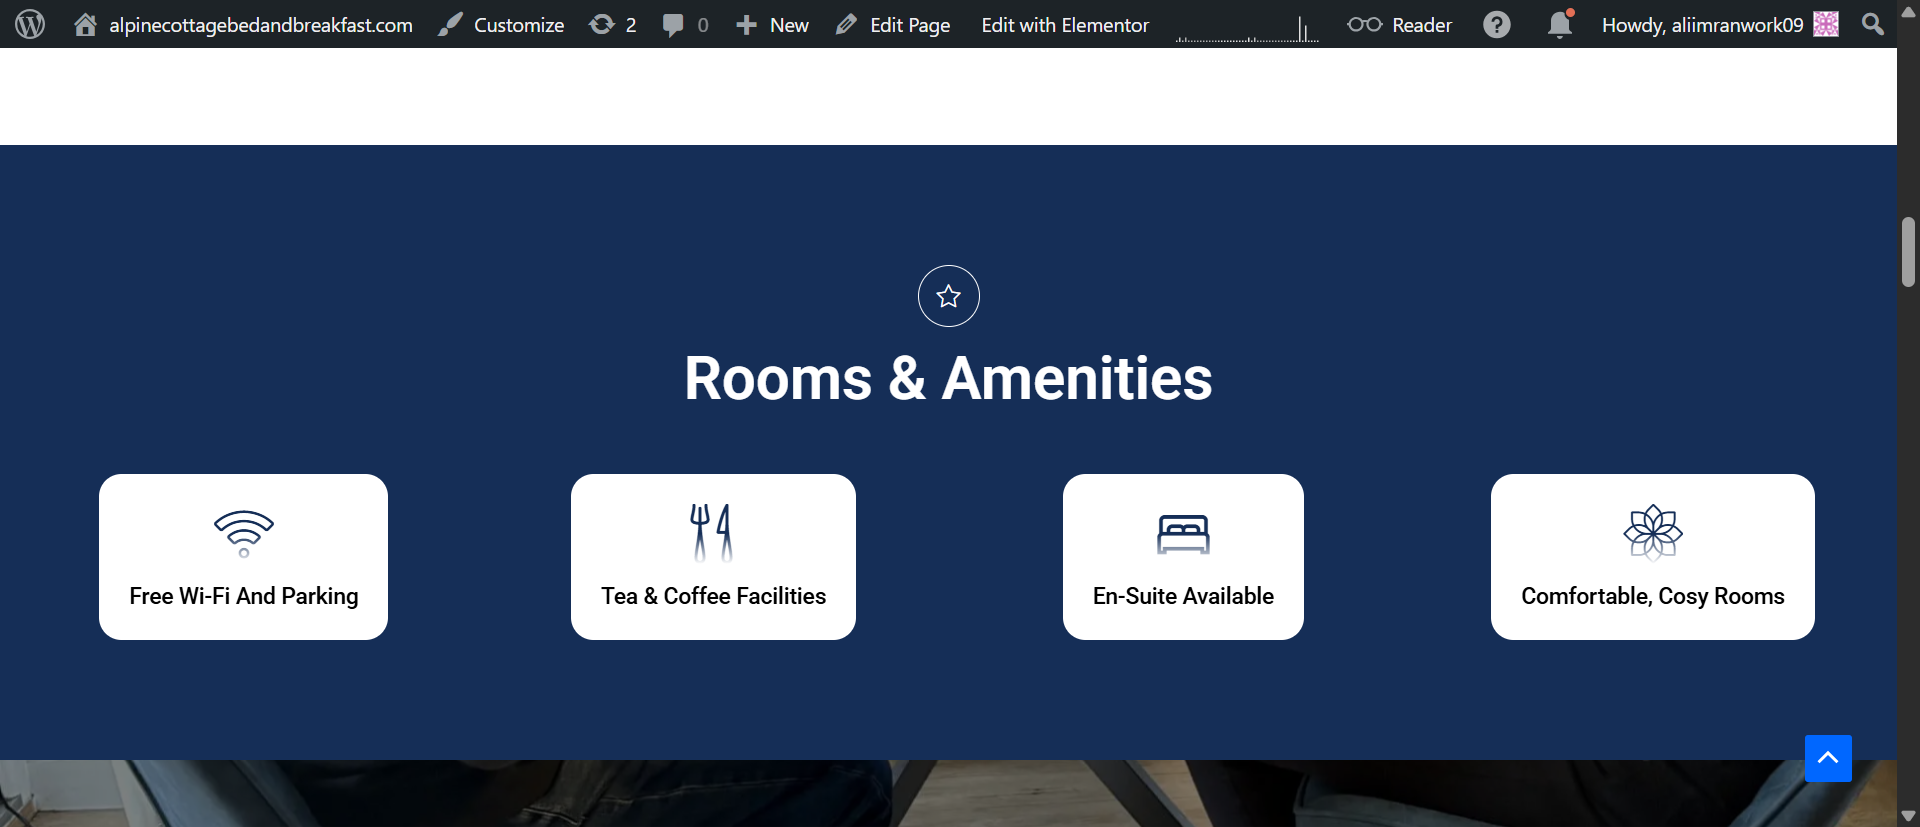 alpinecottagebedandbreakfast.com Customize 2 0 New Edit Page Edit with Elementor Reader Howdy, aliimranwork09
Rooms & Amenities
Free Wi-Fi And Parking
Tea & Coffee Facilities
En-Suite Available
Comfortable, Cosy Rooms